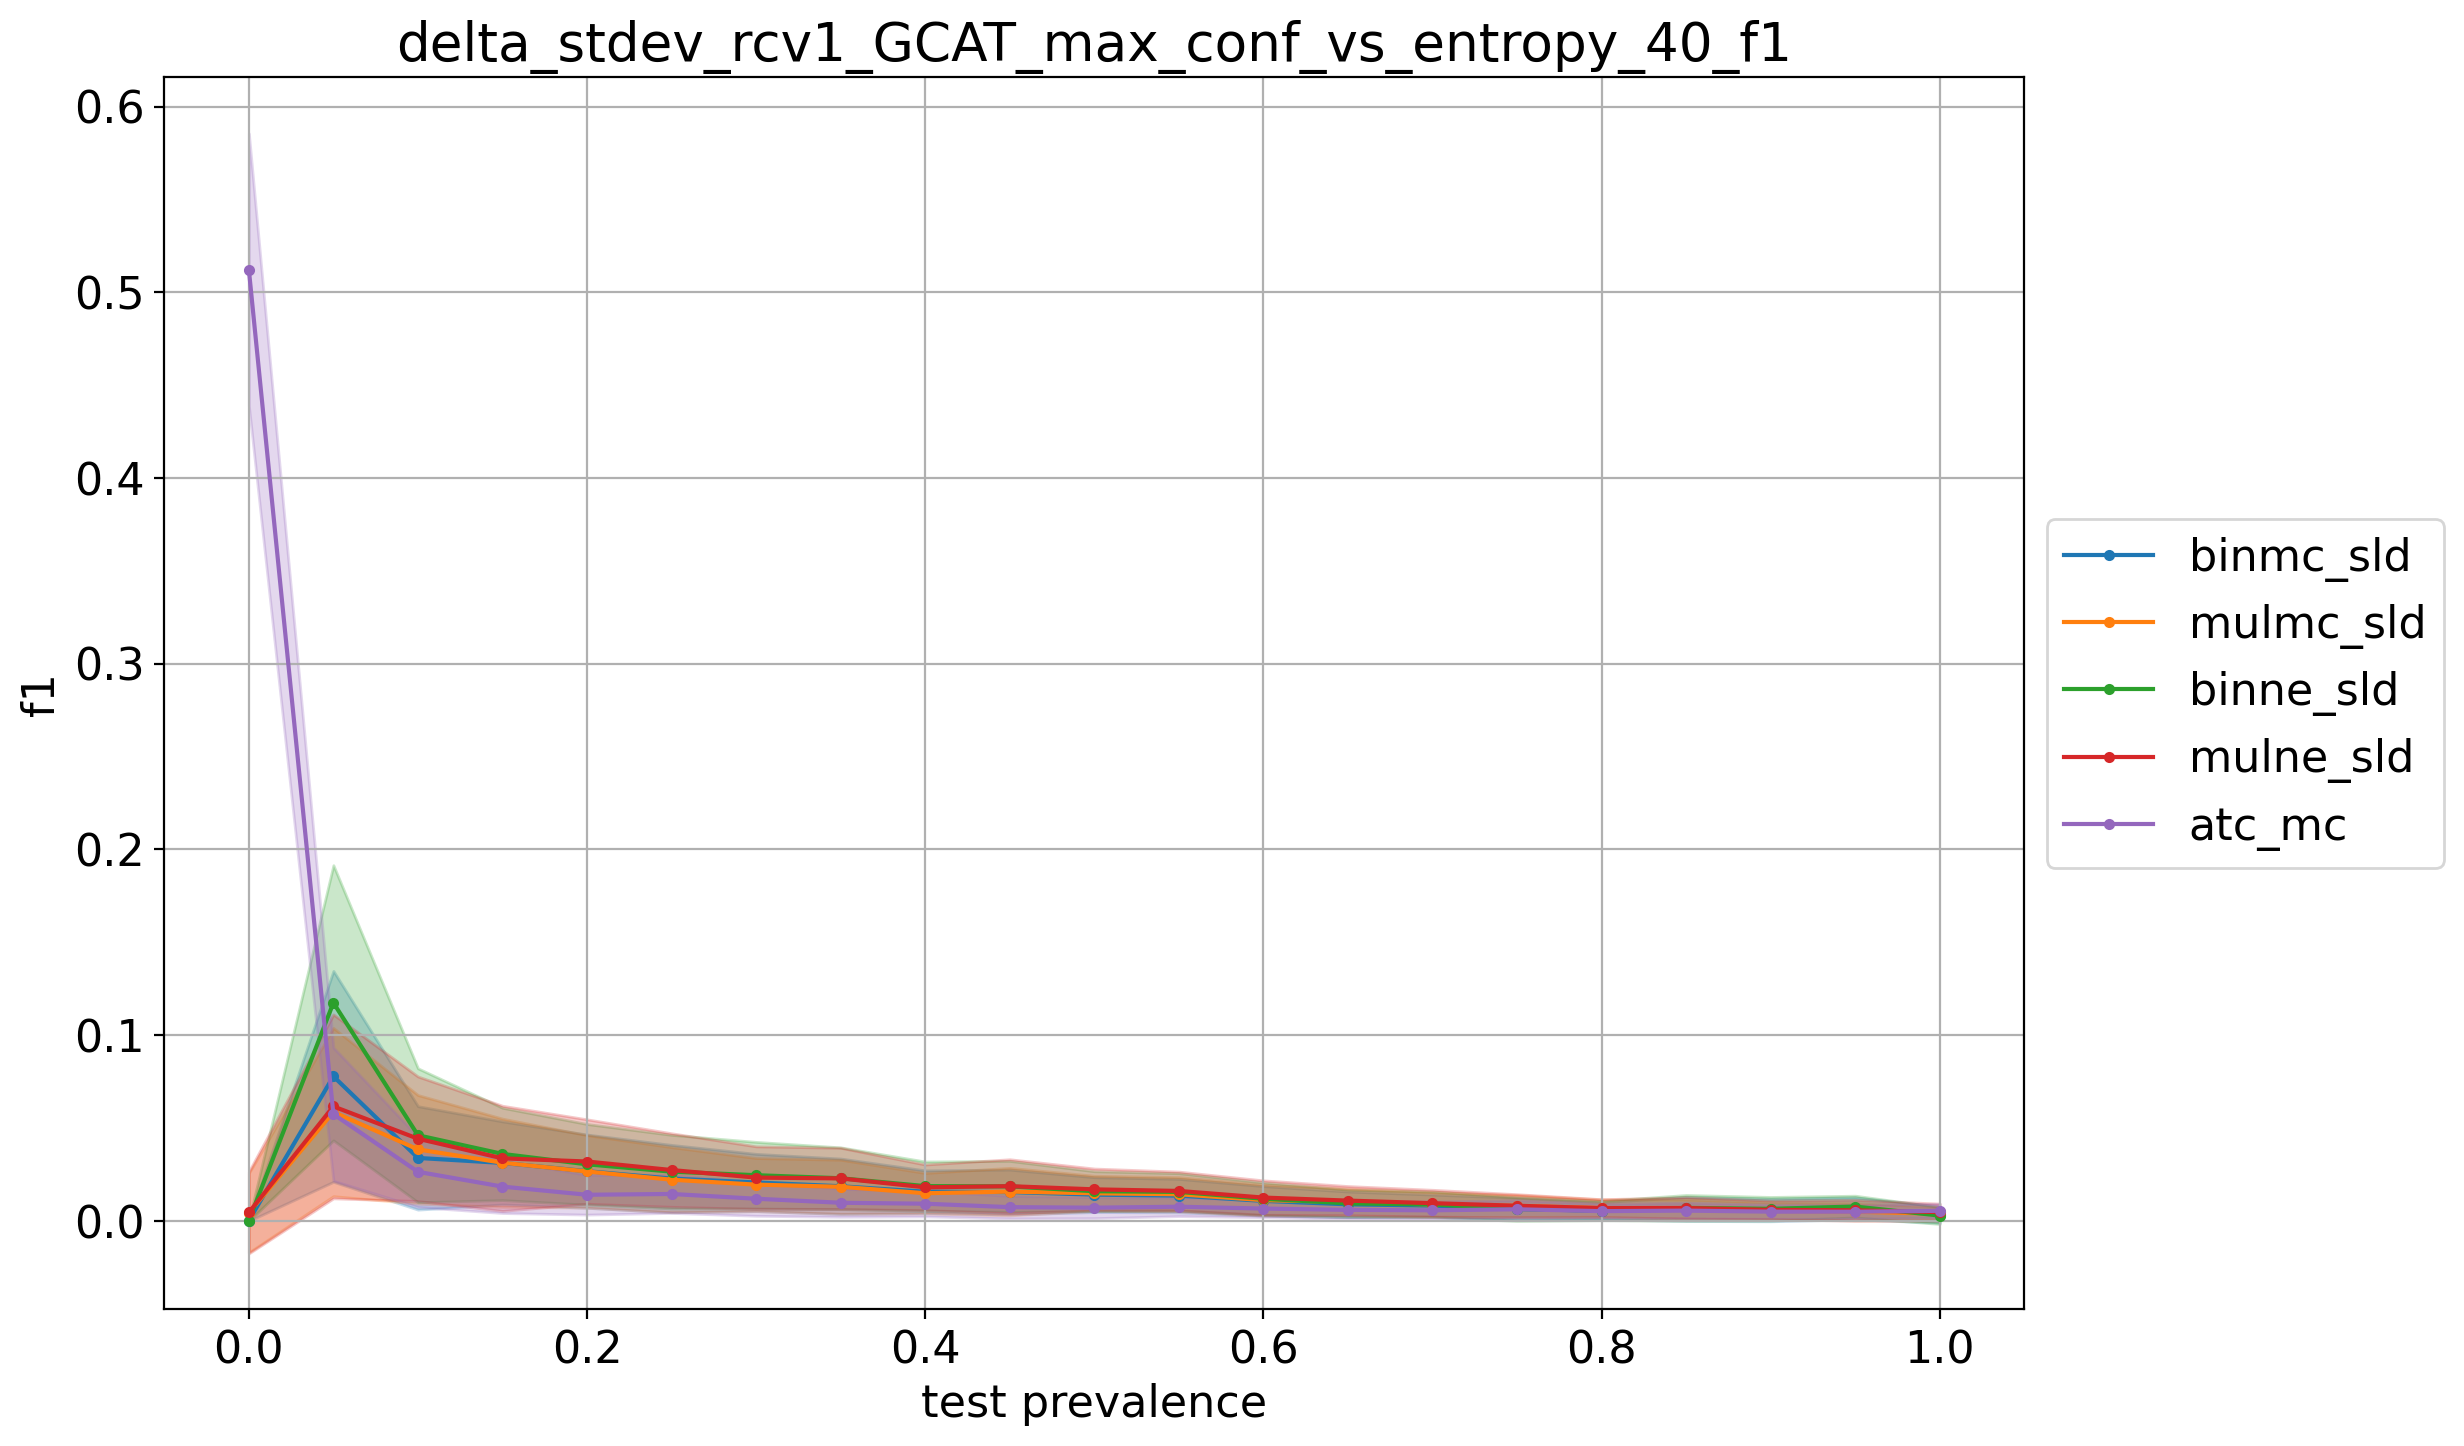 delta_stdev_rcv1_GCAT_max_conf_vs_entropy_40_f1
0.6
0.5
0.4
0.3
0.2
0.1
0.0
f1
0.0 0.2 0.4 0.6 0.8 1.0
test prevalence
binmc_sld
mulmc_sld
binne_sld
mulne_sld
atc_mc